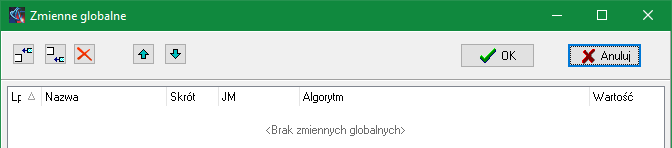 Zmienne globalne
OK Anuluj
Lp Nazwa Skrót JM Algorytm Wartość
<Brak zmiennych globalnych>